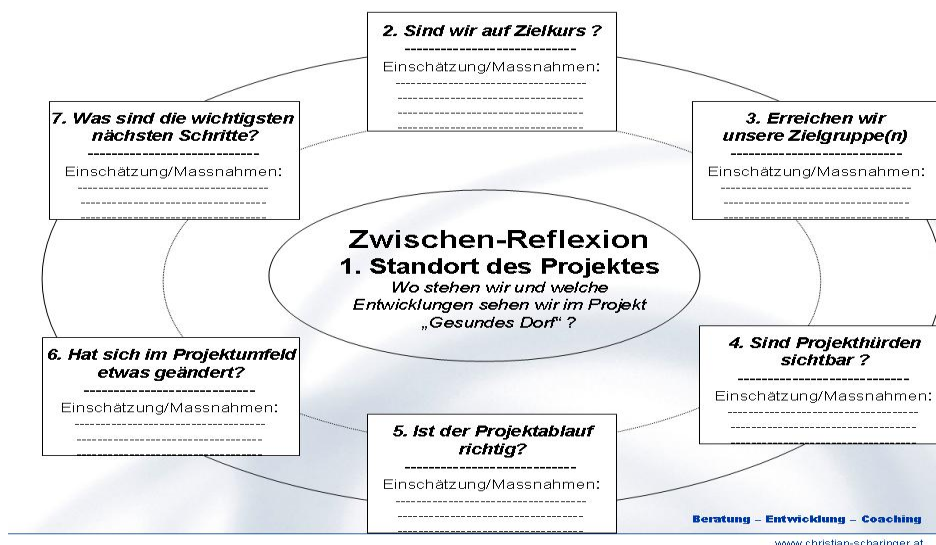 Zwischen-Reflexion
1. Standort des Projektes
Wo stehen wir und welche
Entwicklungen sehen wir im Projekt
„Gesundes Dorf“ ?
2. Sind wir auf Zielkurs ?
Einschätzung/Massnahmen:
3. Erreichen wir
unsere Zielgruppe(n)
Einschätzung/Massnahmen:
4. Sind Projekthürden
sichtbar ?
Einschätzung/Massnahmen:
5. Ist der Projektablauf
richtig?
Einschätzung/Massnahmen:
6. Hat sich im Projektumfeld
etwas geändert?
Einschätzung/Massnahmen:
7. Was sind die wichtigsten
nächsten Schritte?
Einschätzung/Massnahmen:
Beratung – Entwicklung – Coaching
www.christian-scharinger.at